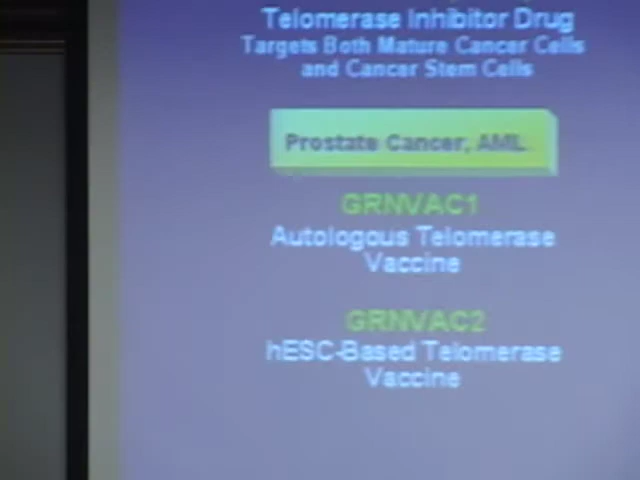 Telomerase Inhibitor Drug
Targets Both Mature Cancer Cells
and Cancer Stem Cells
Prostate Cancer, AML
GRNVAC1
Autologous Telomerase
Vaccine
GRNVAC2
hESC-Based Telomerase
Vaccine